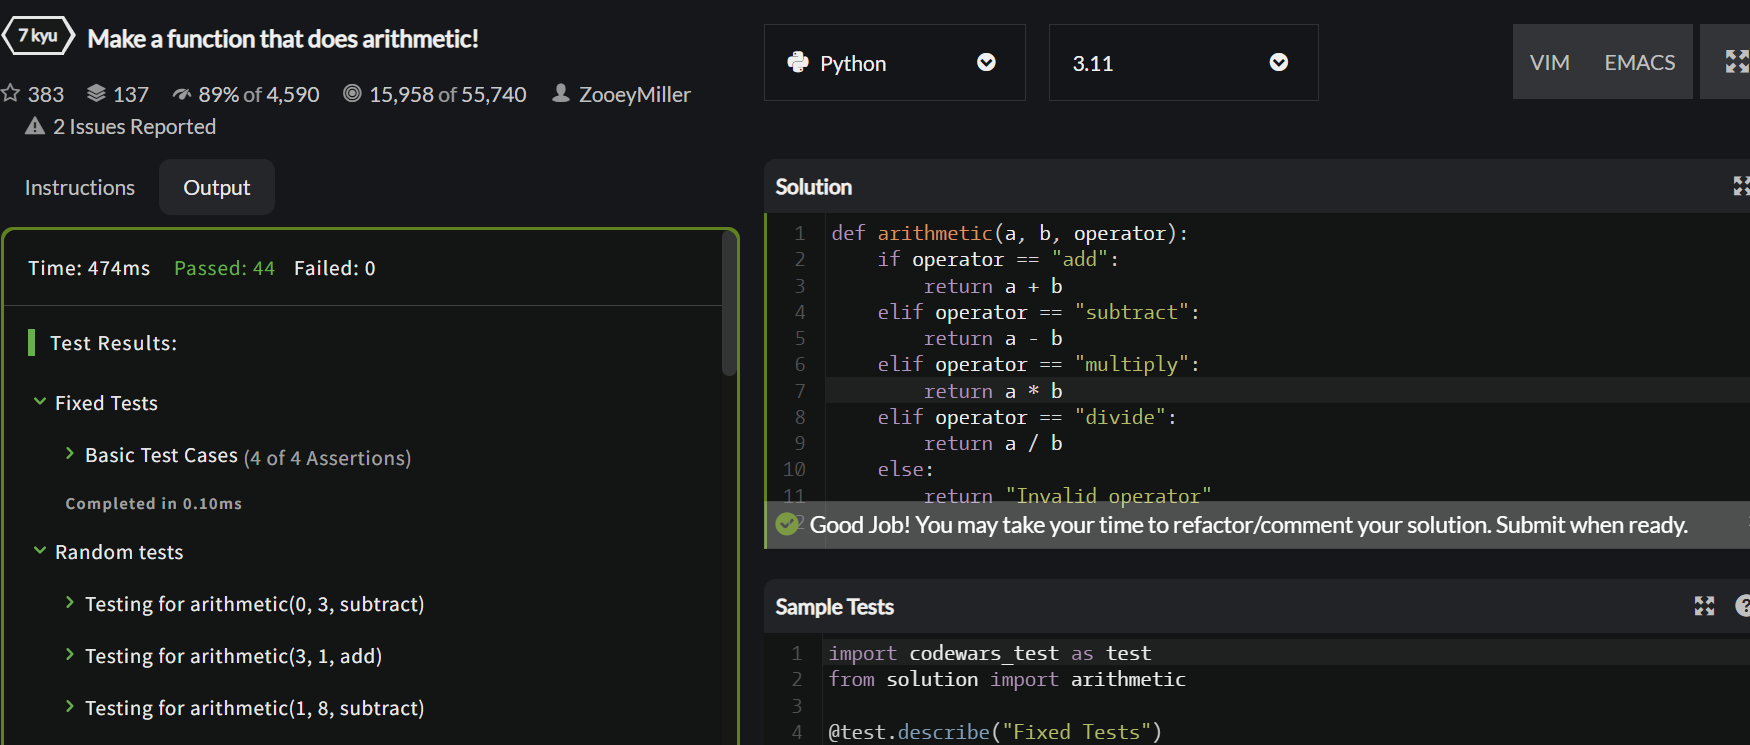 7 kyu
Make a function that does arithmetic!
383 137 89% of 4,590 15,958 of 55,740 ZooeyMiller
2 Issues Reported
Instructions Output
Time: 474ms Passed: 44 Failed: 0
Test Results:
Fixed Tests
Basic Test Cases (4 of 4 Assertions)
Completed in 0.10ms
Random tests
Testing for arithmetic(0, 3, subtract)
Testing for arithmetic(3, 1, add)
Testing for arithmetic(1, 8, subtract)
Python 3.11 VIM EMACS
Solution
1 def arithmetic(a, b, operator):
2     if operator == "add":
3         return a + b
4     elif operator == "subtract":
5         return a - b
6     elif operator == "multiply":
7         return a * b
8     elif operator == "divide":
9         return a / b
10     else:
11         return "Invalid operator"
Good Job! You may take your time to refactor/comment your solution. Submit when ready.
Sample Tests
?
1 import codewars_test as test
2 from solution import arithmetic
3
4 @test.describe("Fixed Tests")